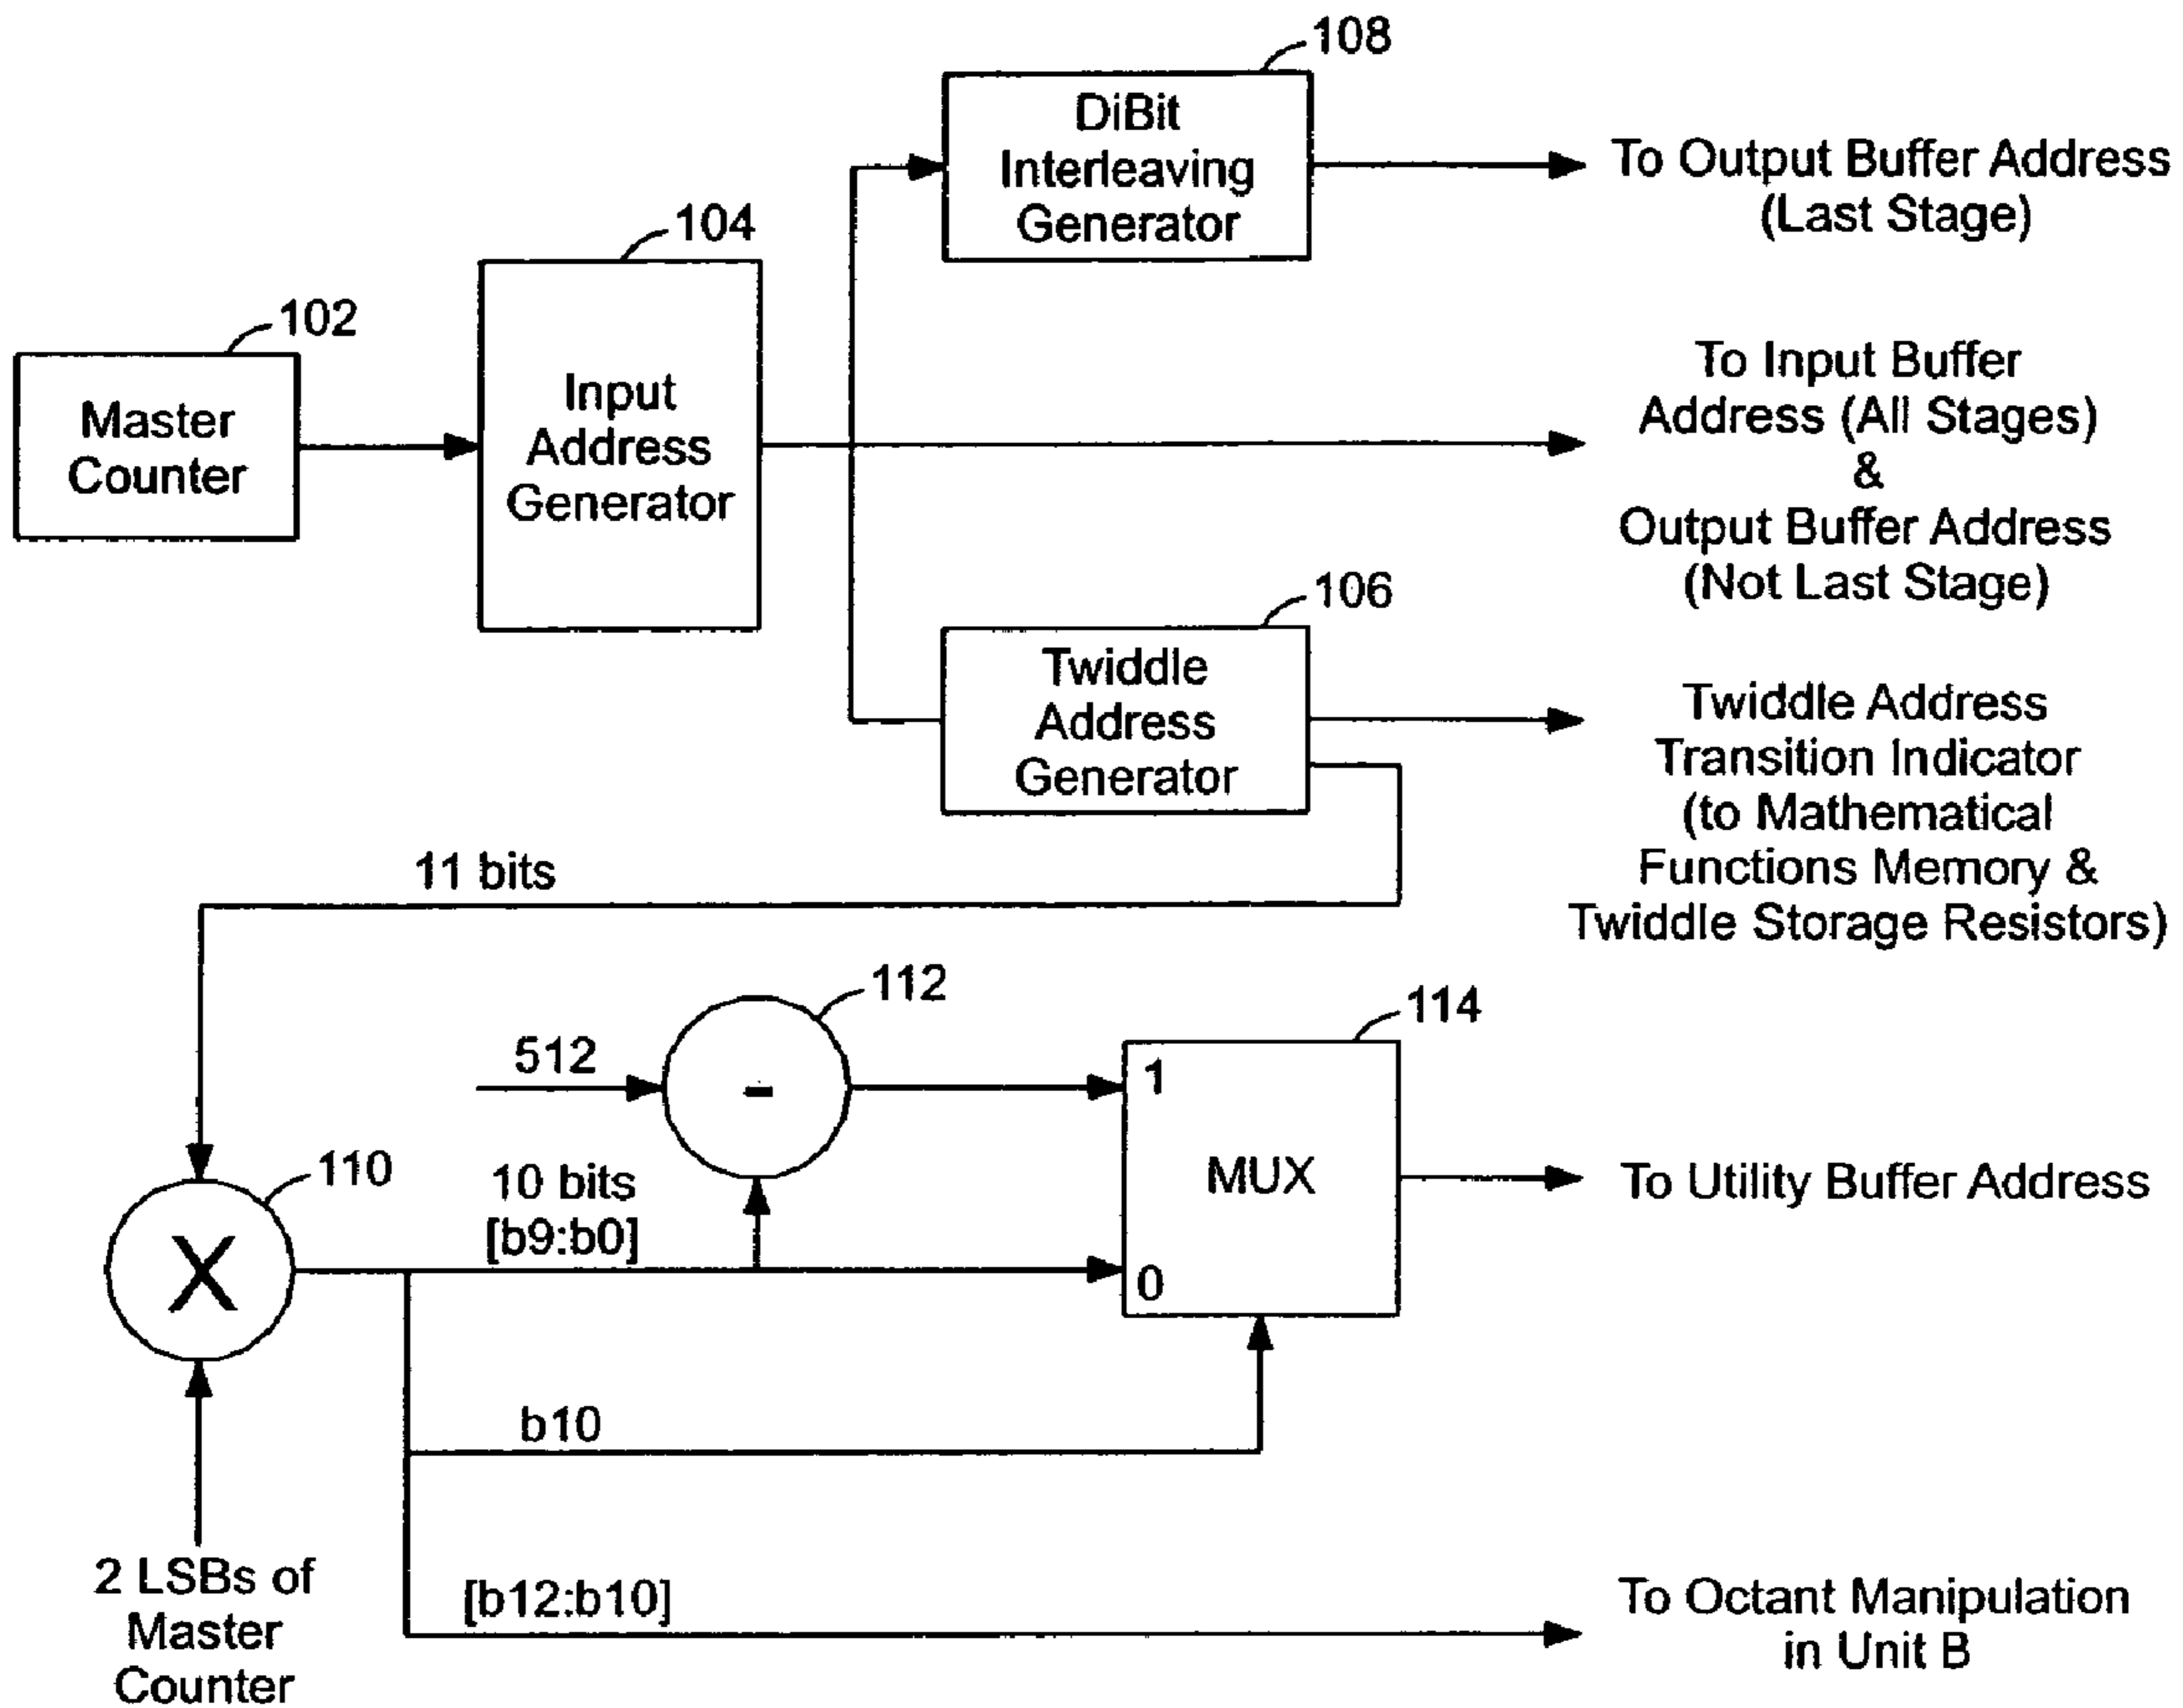 108
DiBit
Interleaving
Generator
To Output Buffer Address
(Last Stage)
104
Input
Address
Generator
102
Master
Counter
To Input Buffer
Address (All Stages)
&
Output Buffer Address
(Not Last Stage)
106
Twiddle
Address
Generator
Twiddle Address
Transition Indicator
(to Mathematical
Functions Memory &
Twiddle Storage Resistors)
11 bits
112
512
-
114
1
MUX
0
To Utility Buffer Address
110
X
10 bits
[b9:b0]
b10
2 LSBs of
Master
Counter
[b12:b10]
To Octant Manipulation
in Unit B